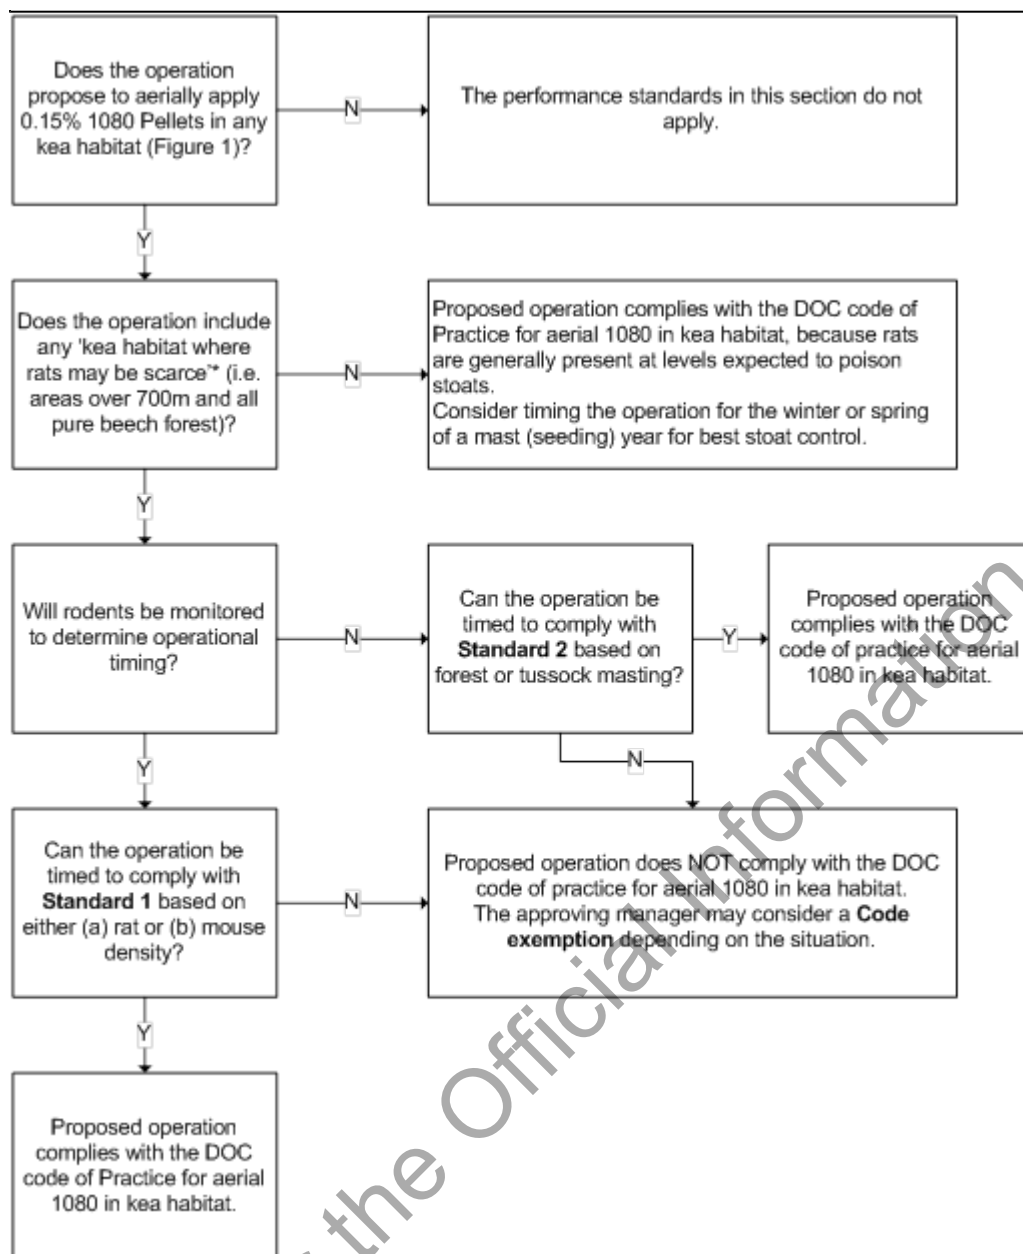 Does the operation
propose to aerially apply
0.15% 1080 Pellets in any
kea habitat (Figure 1)?
N
The performance standards in this section do not
apply.
Y
Does the operation include
any 'kea habitat where
rats may be scarce'* (i.e.
areas over 700m and all
pure beech forest)?
N
Proposed operation complies with the DOC code of
Practice for aerial 1080 in kea habitat, because rats
are generally present at levels expected to poison
stoats.
Consider timing the operation for the winter or spring
of a mast (seeding) year for best stoat control.
Y
Will rodents be monitored
to determine operational
timing?
N
Can the operation be
timed to comply with
Standard 2 based on
forest or tussock masting?
Y
Proposed operation
complies with the DOC
code of practice for aerial
1080 in kea habitat.
Y
N
Can the operation be
timed to comply with
Standard 1 based on
either (a) rat or (b) mouse
density?
N
Proposed operation does NOT comply with the DOC
code of practice for aerial 1080 in kea habitat.
The approving manager may consider a Code
exemption depending on the situation.
Y
Proposed operation
complies with the DOC
code of Practice for aerial
1080 in kea habitat.
the Official Information